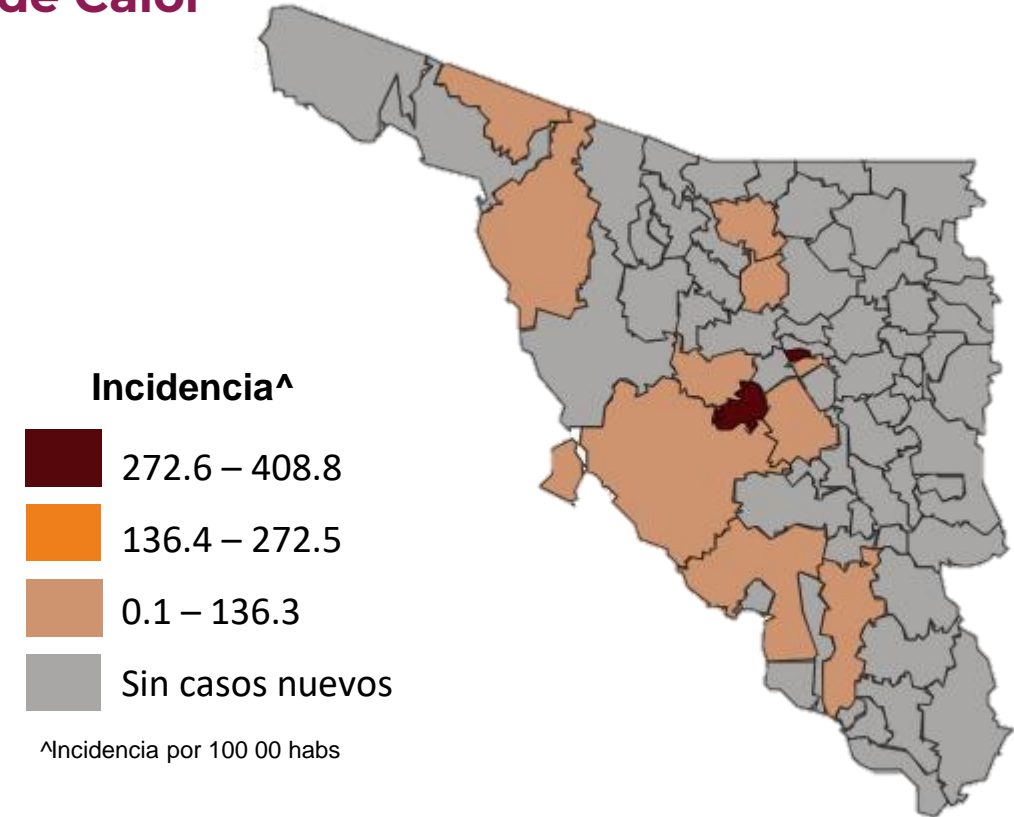 de Calor
Incidencia^
272.6 – 408.8
136.4 – 272.5
0.1 – 136.3
Sin casos nuevos
^Incidencia por 100 00 habs